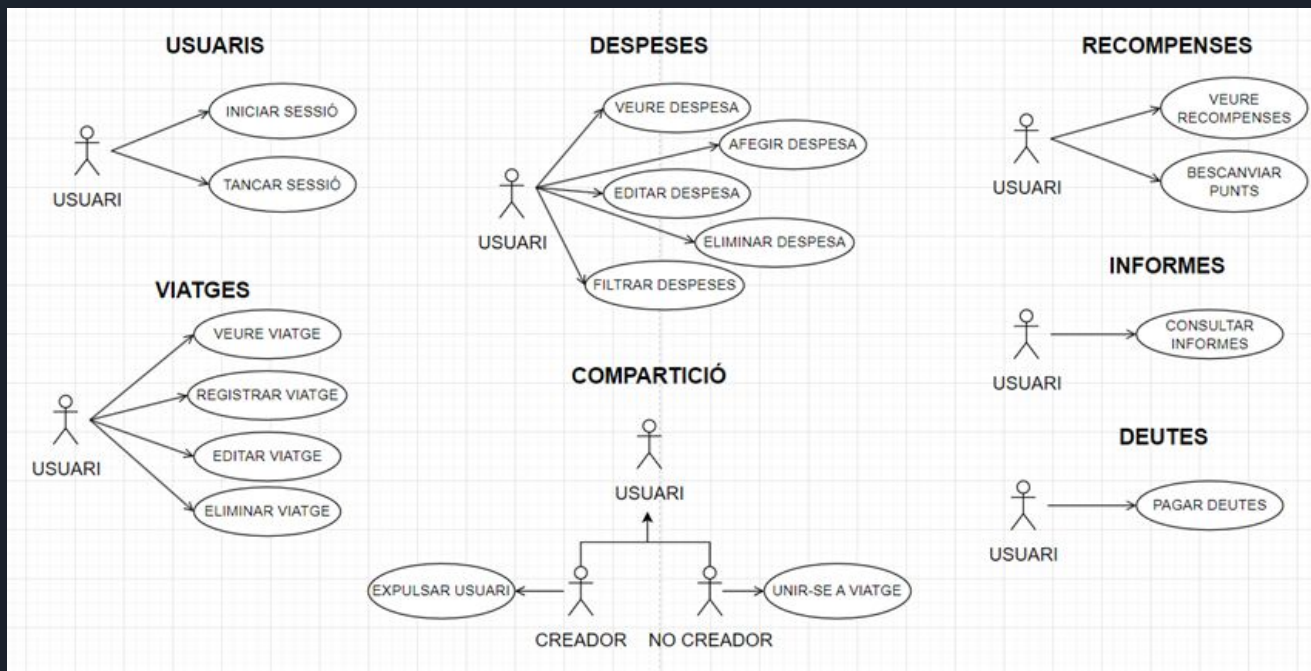 USUARIS
INICIAR SESSIÓ
TANCAR SESSIÓ
USUARI
VIATGES
VEURE VIATGE
REGISTRAR VIATGE
EDITAR VIATGE
ELIMINAR VIATGE
USUARI
DESPESES
VEURE DESPESA
AFEGIR DESPESA
EDITAR DESPESA
ELIMINAR DESPESA
FILTRAR DESPESES
USUARI
COMPARTICIÓ
USUARI
EXPULSAR USUARI
UNIR-SE A VIATGE
CREADOR
NO CREADOR
RECOMPENSES
VEURE
RECOMPENSES
BESCANVIAR
PUNTS
USUARI
INFORMES
CONSULTAR
INFORMES
USUARI
DEUTES
PAGAR DEUTES
USUARI